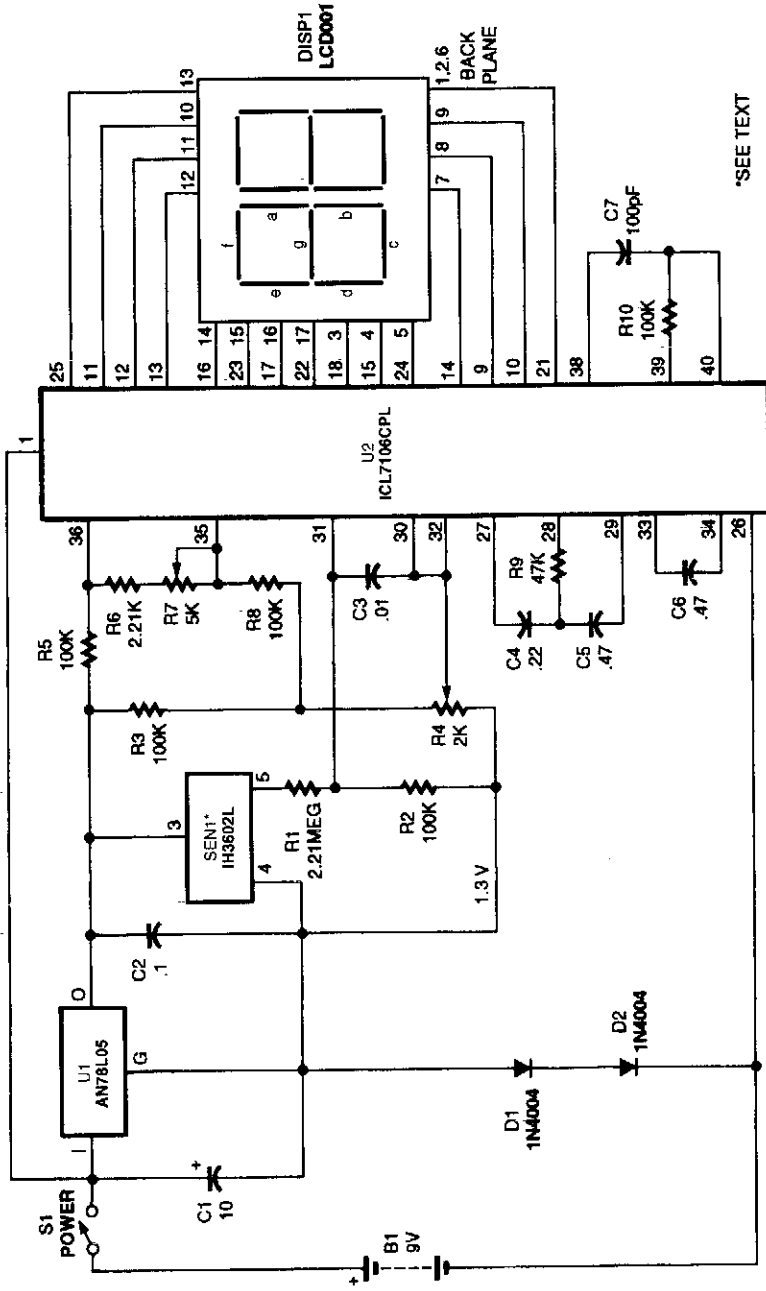 S1
POWER
B1
9V
+
I
U1
AN78L05
O
G
C1
10
+
C2
.1
D1
1N4004
D2
1N4004
SEN1*
IH3602L
3
4
5
R1
2.21MEG
R2
100K
1.3 V
R3
100K
R4
2K
R5
100K
R6
2.21K
R7
5K
R8
100K
C3
.01
C4
.22
C5
.47
R9
47K
C6
.47
36
35
31
30
32
27
28
29
33
34
26
1
U2
ICL7106CPL
25
11
12
13
16
23
17
22
18
15
24
14
9
10
21
38
39
40
14
15
16
17
3
4
5
13
10
11
12
7
8
9
1,2.6
BACK
PLANE
DISP1
LCD001
f
a
g
b
e
d
c
C7
100pF
R10
100K
*SEE TEXT